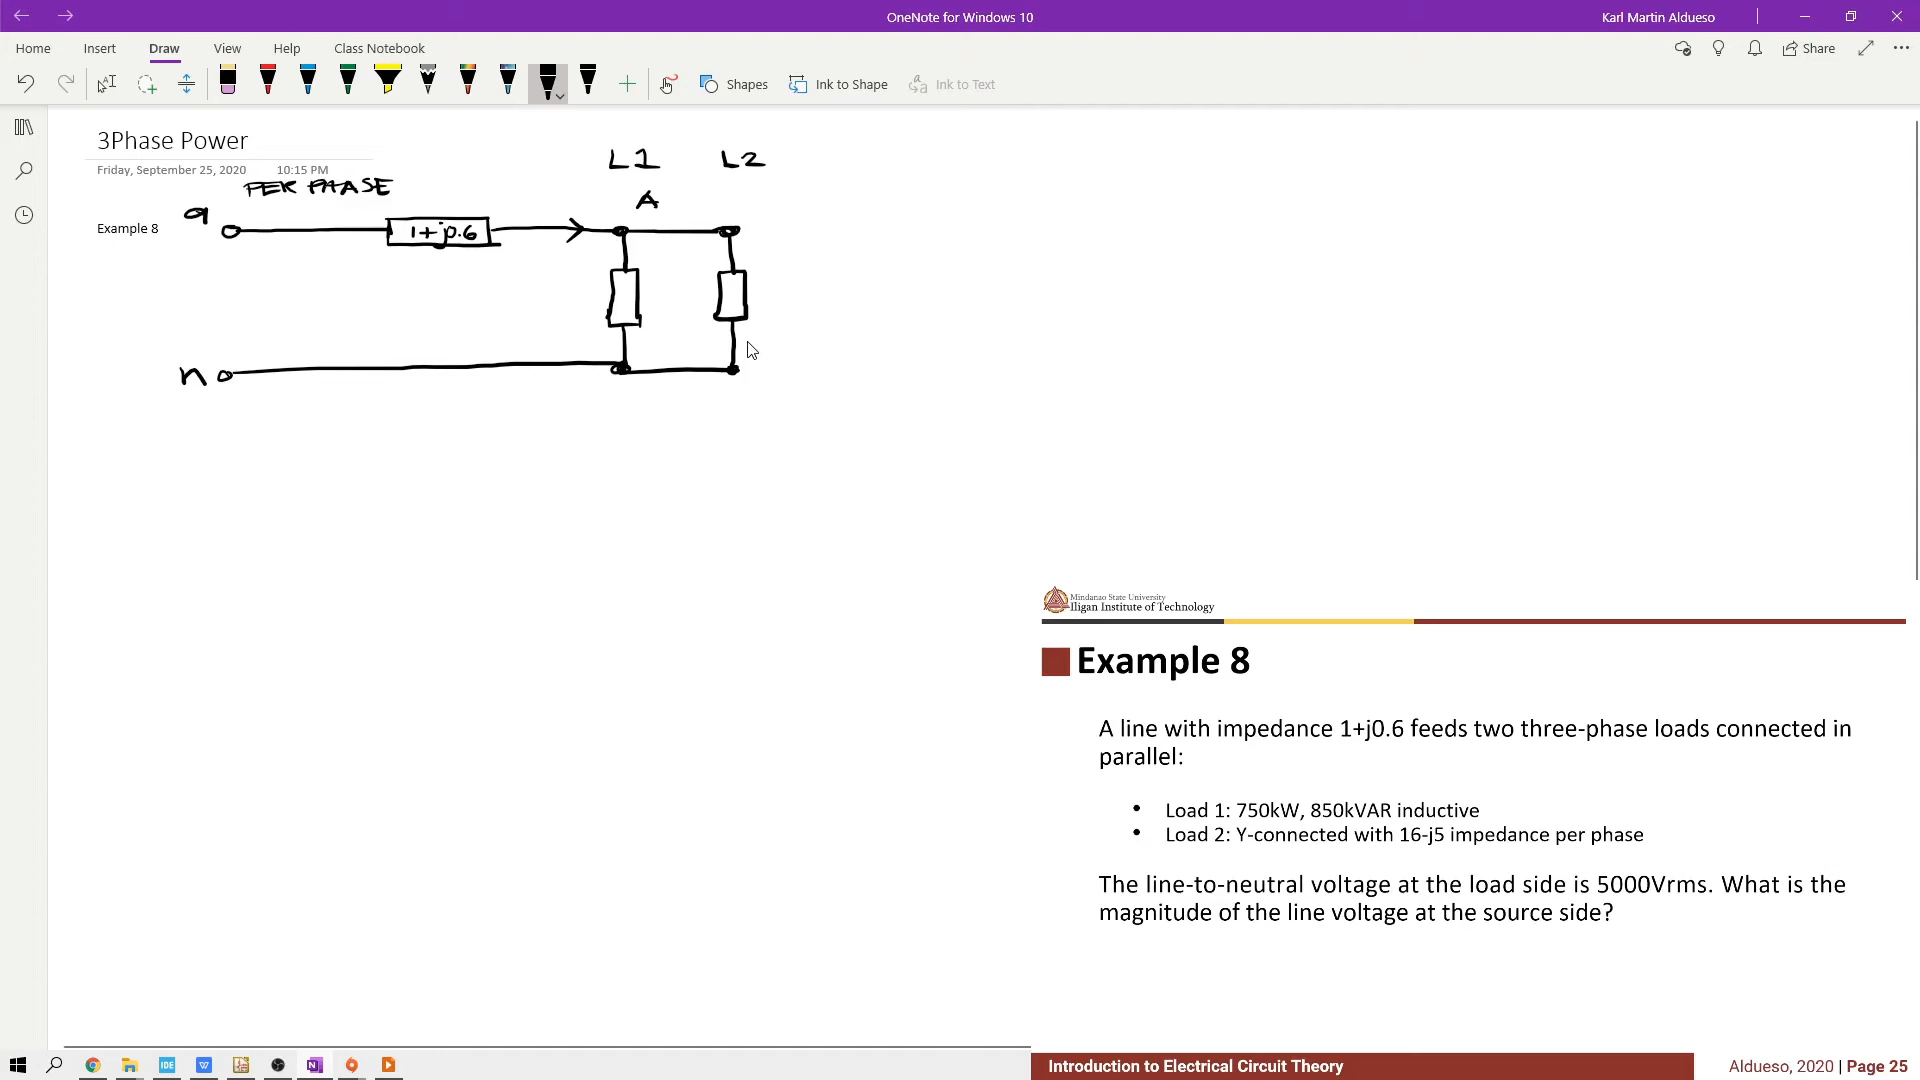 OneNote for Windows 10
Karl Martin Aldueso
Home Insert Draw View Help Class Notebook
Share
Shapes Ink to Shape Ink to Text
3Phase Power
Friday, September 25, 2020 10:15 PM
PER PHASE
L1 L2
A
a
Example 8
1+j0.6
n
Mindanao State University
Iligan Institute of Technology
Example 8
A line with impedance 1+j0.6 feeds two three-phase loads connected in
parallel:
• Load 1: 750kW, 850kVAR inductive
• Load 2: Y-connected with 16-j5 impedance per phase
The line-to-neutral voltage at the load side is 5000Vrms. What is the
magnitude of the line voltage at the source side?
IDE
Introduction to Electrical Circuit Theory
Aldueso, 2020 | Page 25